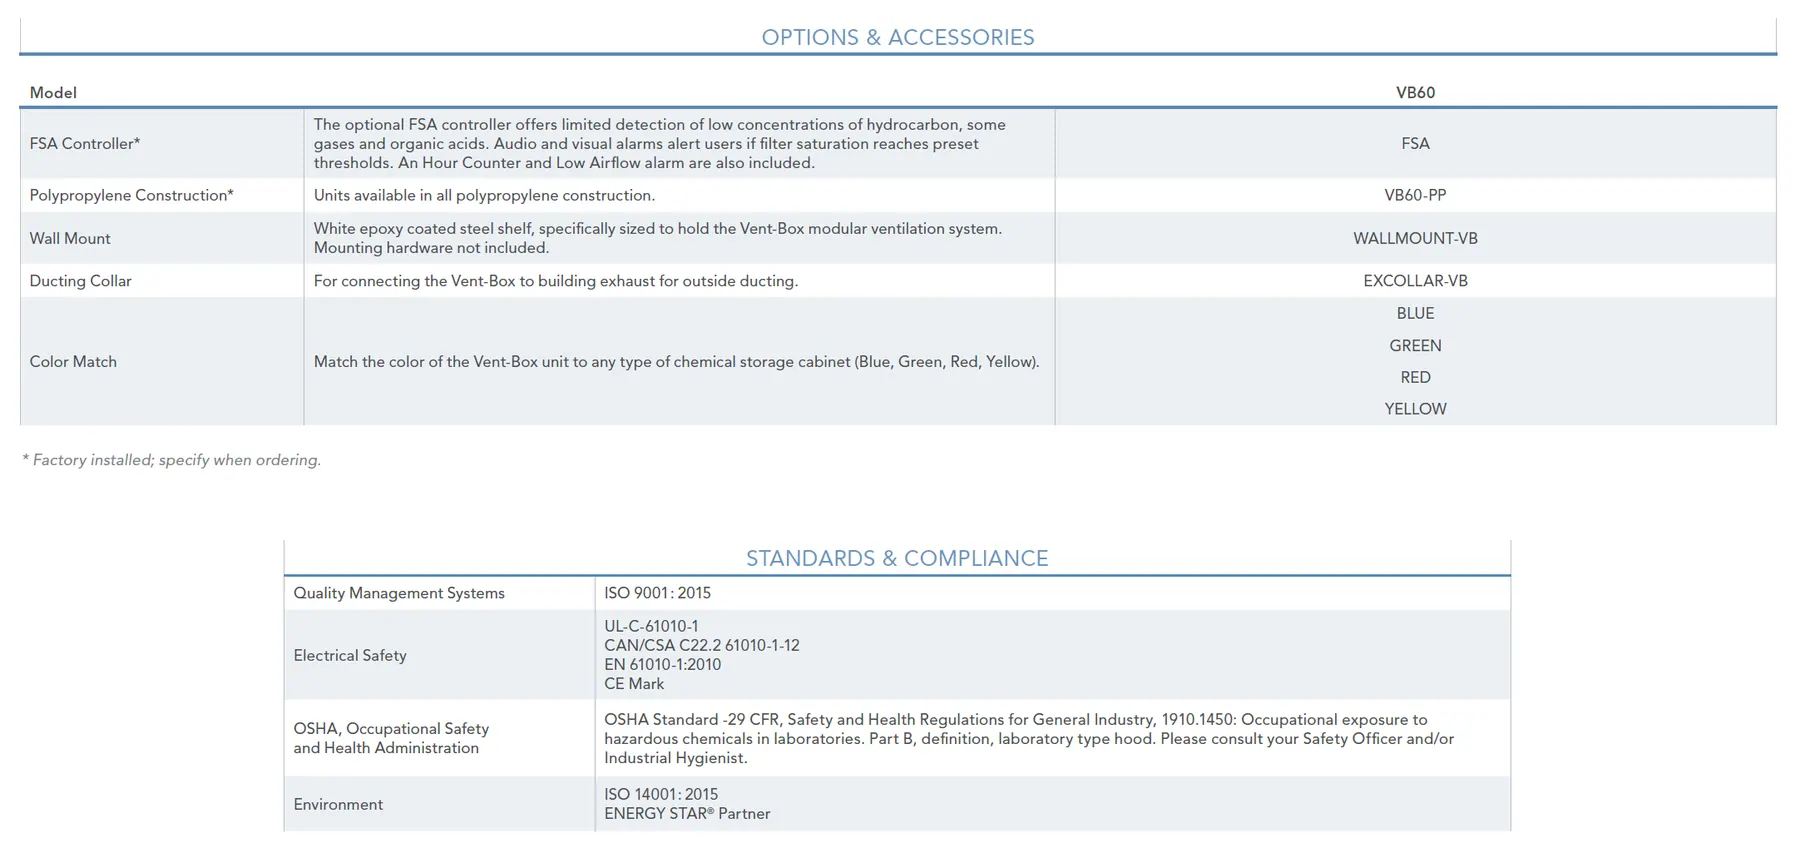 OPTIONS & ACCESSORIES
Model VB60
FSA Controller*
The optional FSA controller offers limited detection of low concentrations of hydrocarbon, some
gases and organic acids. Audio and visual alarms alert users if filter saturation reaches preset
thresholds. An Hour Counter and Low Airflow alarm are also included.
FSA
Polypropylene Construction* Units available in all polypropylene construction. VB60-PP
Wall Mount
White epoxy coated steel shelf, specifically sized to hold the Vent-Box modular ventilation system.
Mounting hardware not included.
WALLMOUNT-VB
Ducting Collar For connecting the Vent-Box to building exhaust for outside ducting. EXCOLLAR-VB
Color Match Match the color of the Vent-Box unit to any type of chemical storage cabinet (Blue, Green, Red, Yellow).
BLUE
GREEN
RED
YELLOW
* Factory installed; specify when ordering.
STANDARDS & COMPLIANCE
Quality Management Systems ISO 9001: 2015
Electrical Safety
UL-C-61010-1
CAN/CSA C22.2 61010-1-12
EN 61010-1:2010
CE Mark
OSHA, Occupational Safety
and Health Administration
OSHA Standard -29 CFR, Safety and Health Regulations for General Industry, 1910.1450: Occupational exposure to
hazardous chemicals in laboratories. Part B, definition, laboratory type hood. Please consult your Safety Officer and/or
Industrial Hygienist.
Environment
ISO 14001: 2015
ENERGY STAR® Partner